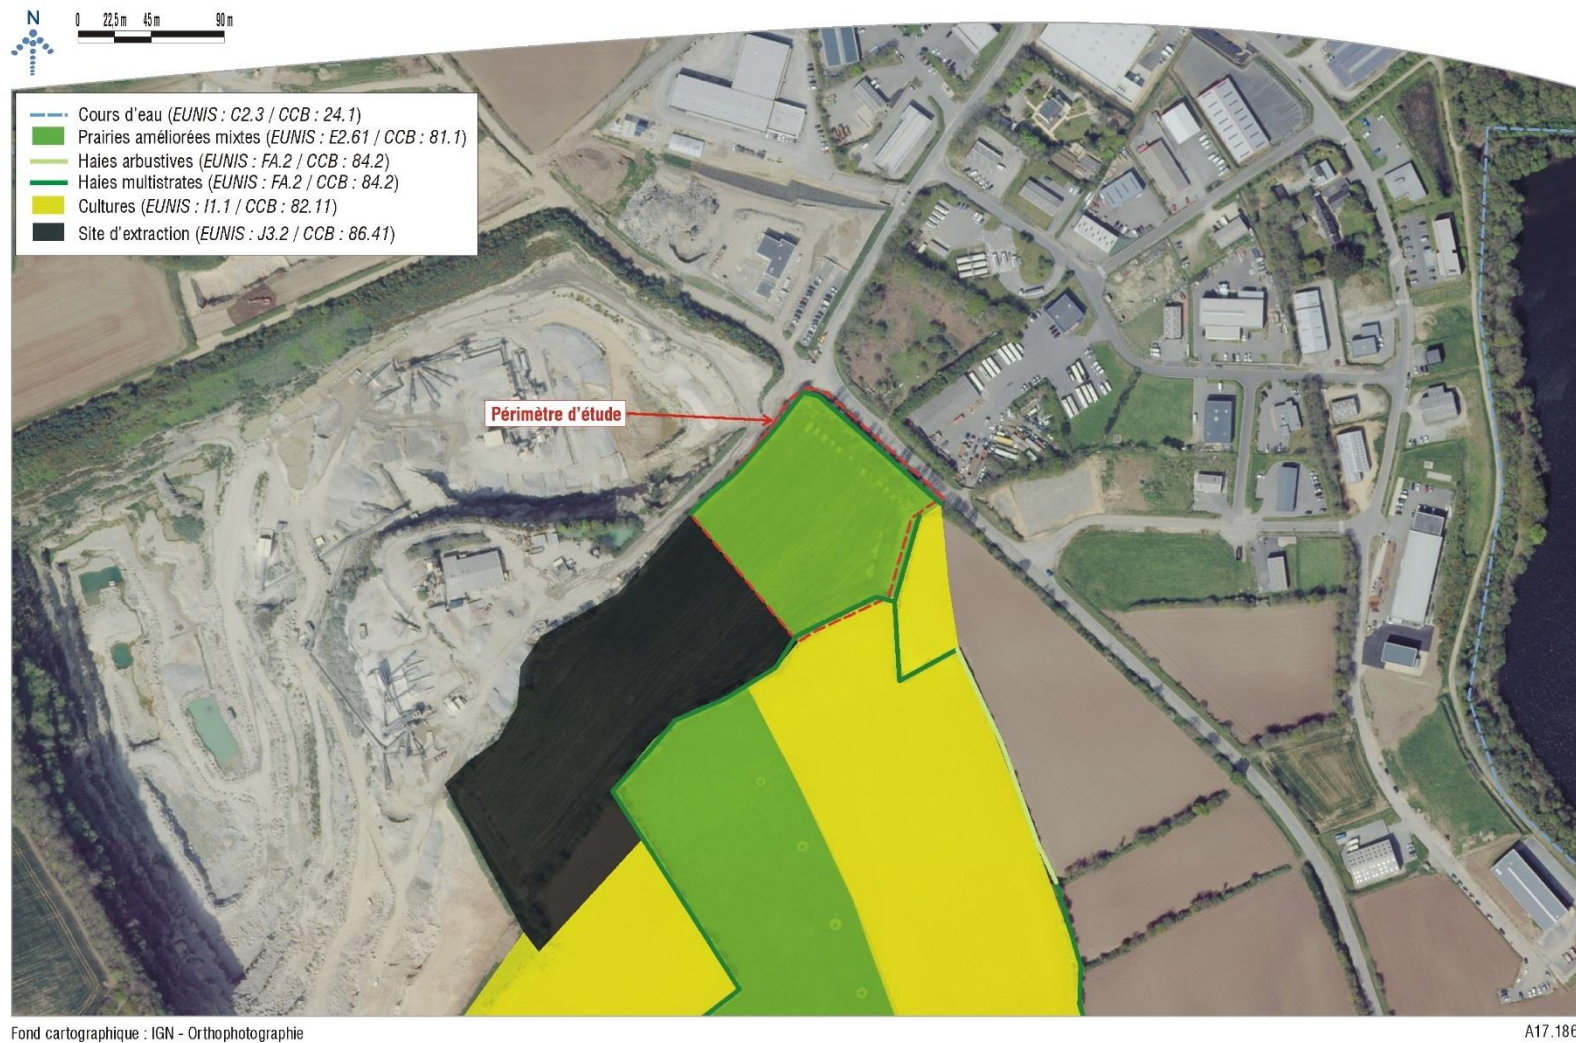 N
0 22,5 m 45 m 90 m
Cours d'eau (EUNIS : C2.3 / CCB : 24.1)
Prairies améliorées mixtes (EUNIS : E2.61 / CCB : 81.1)
Haies arbustives (EUNIS : FA.2 / CCB : 84.2)
Haies multistrates (EUNIS : FA.2 / CCB : 84.2)
Cultures (EUNIS : I1.1 / CCB : 82.11)
Site d'extraction (EUNIS : J3.2 / CCB : 86.41)
Périmètre d'étude
Fond cartographique : IGN - Orthophotographie
A17.186